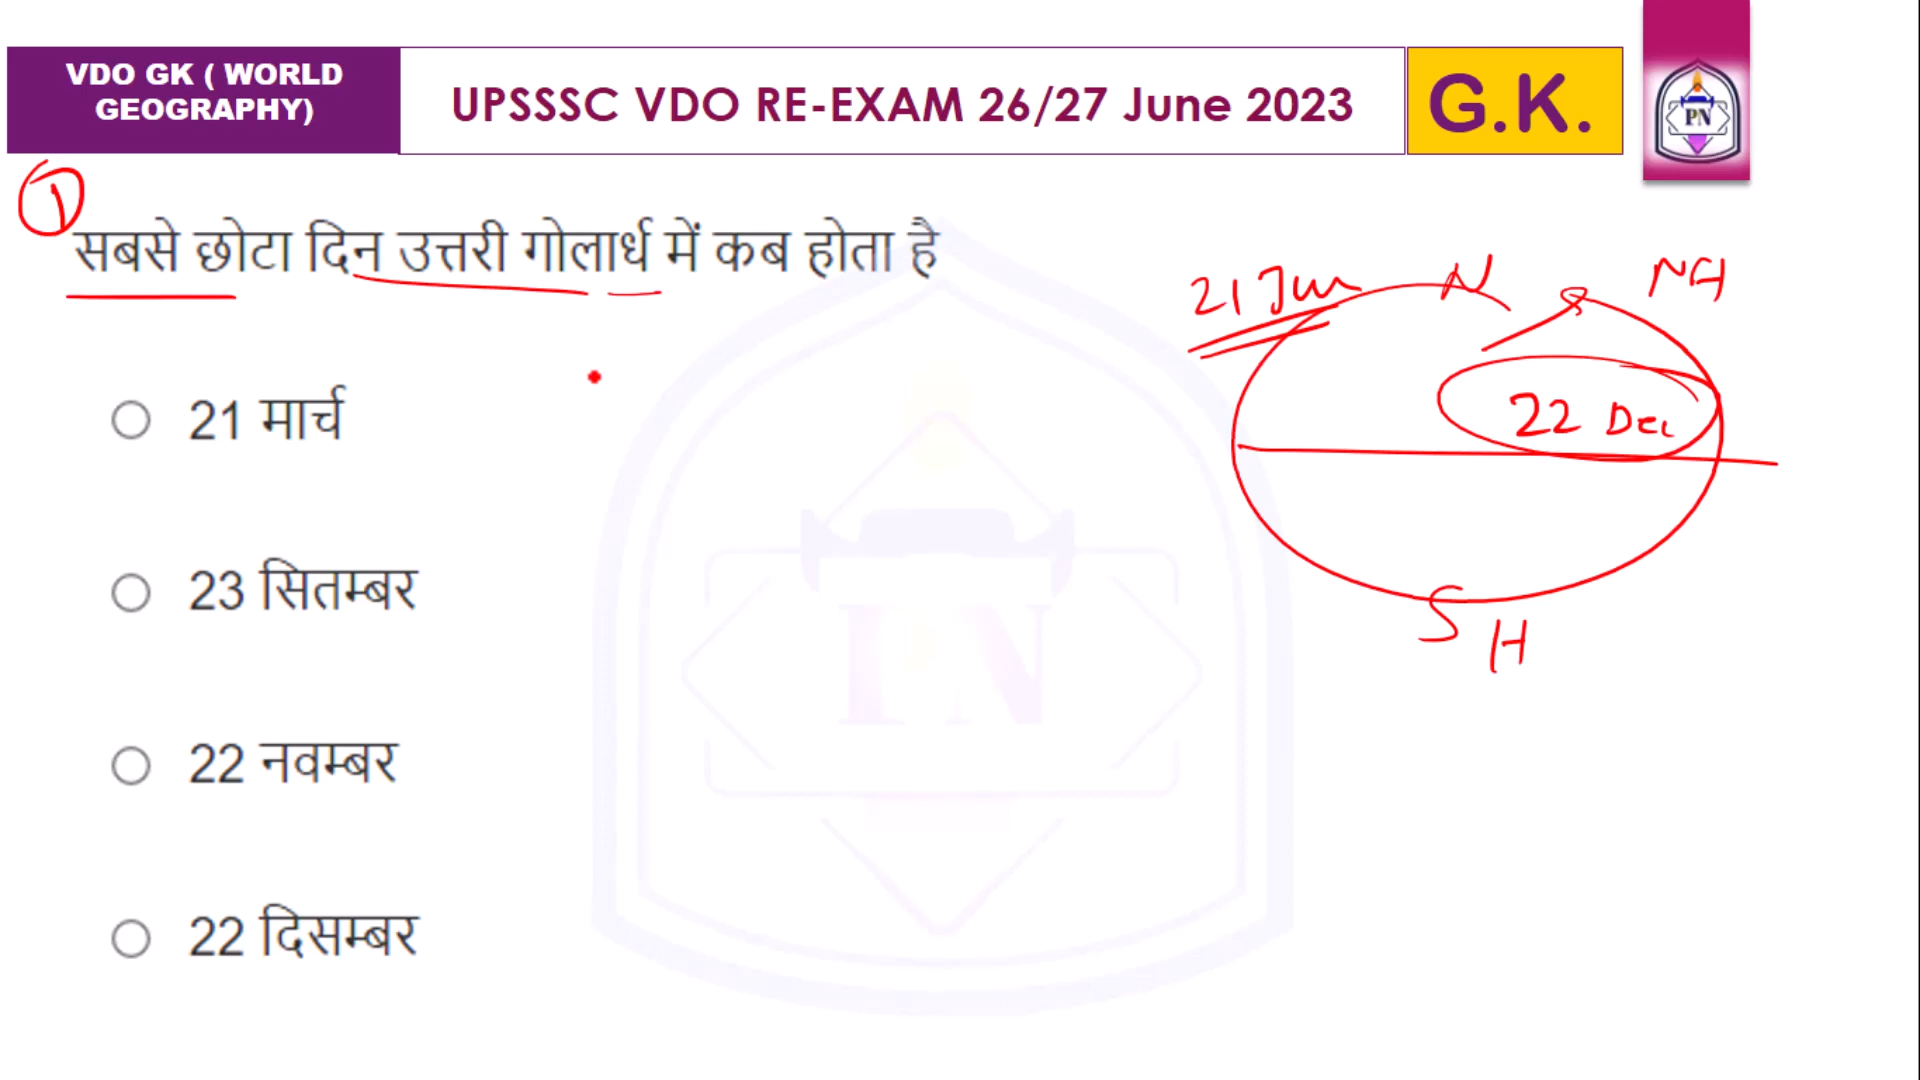 VDO GK ( WORLD
GEOGRAPHY)
UPSSSC VDO RE-EXAM 26/27 June 2023
G.K.
PN
1
सबसे छोटा दिन उत्तरी गोलार्ध में कब होता है
21 मार्च
23 सितम्बर
22 नवम्बर
22 दिसम्बर
21 Jun
N
NH
22 Dec
S H
PN